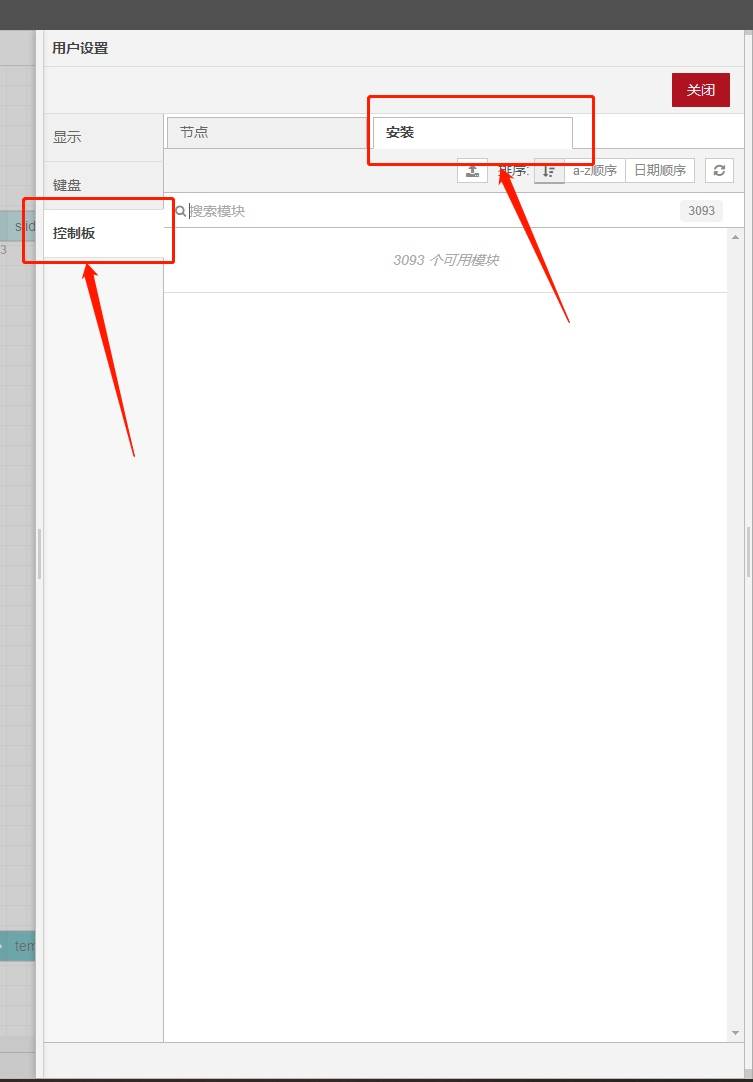 用户设置
关闭
显示
节点
安装
排序:
a-z顺序
日期顺序
键盘
搜索模块
3093
slid
控制板
3
3093 个可用模块
tem